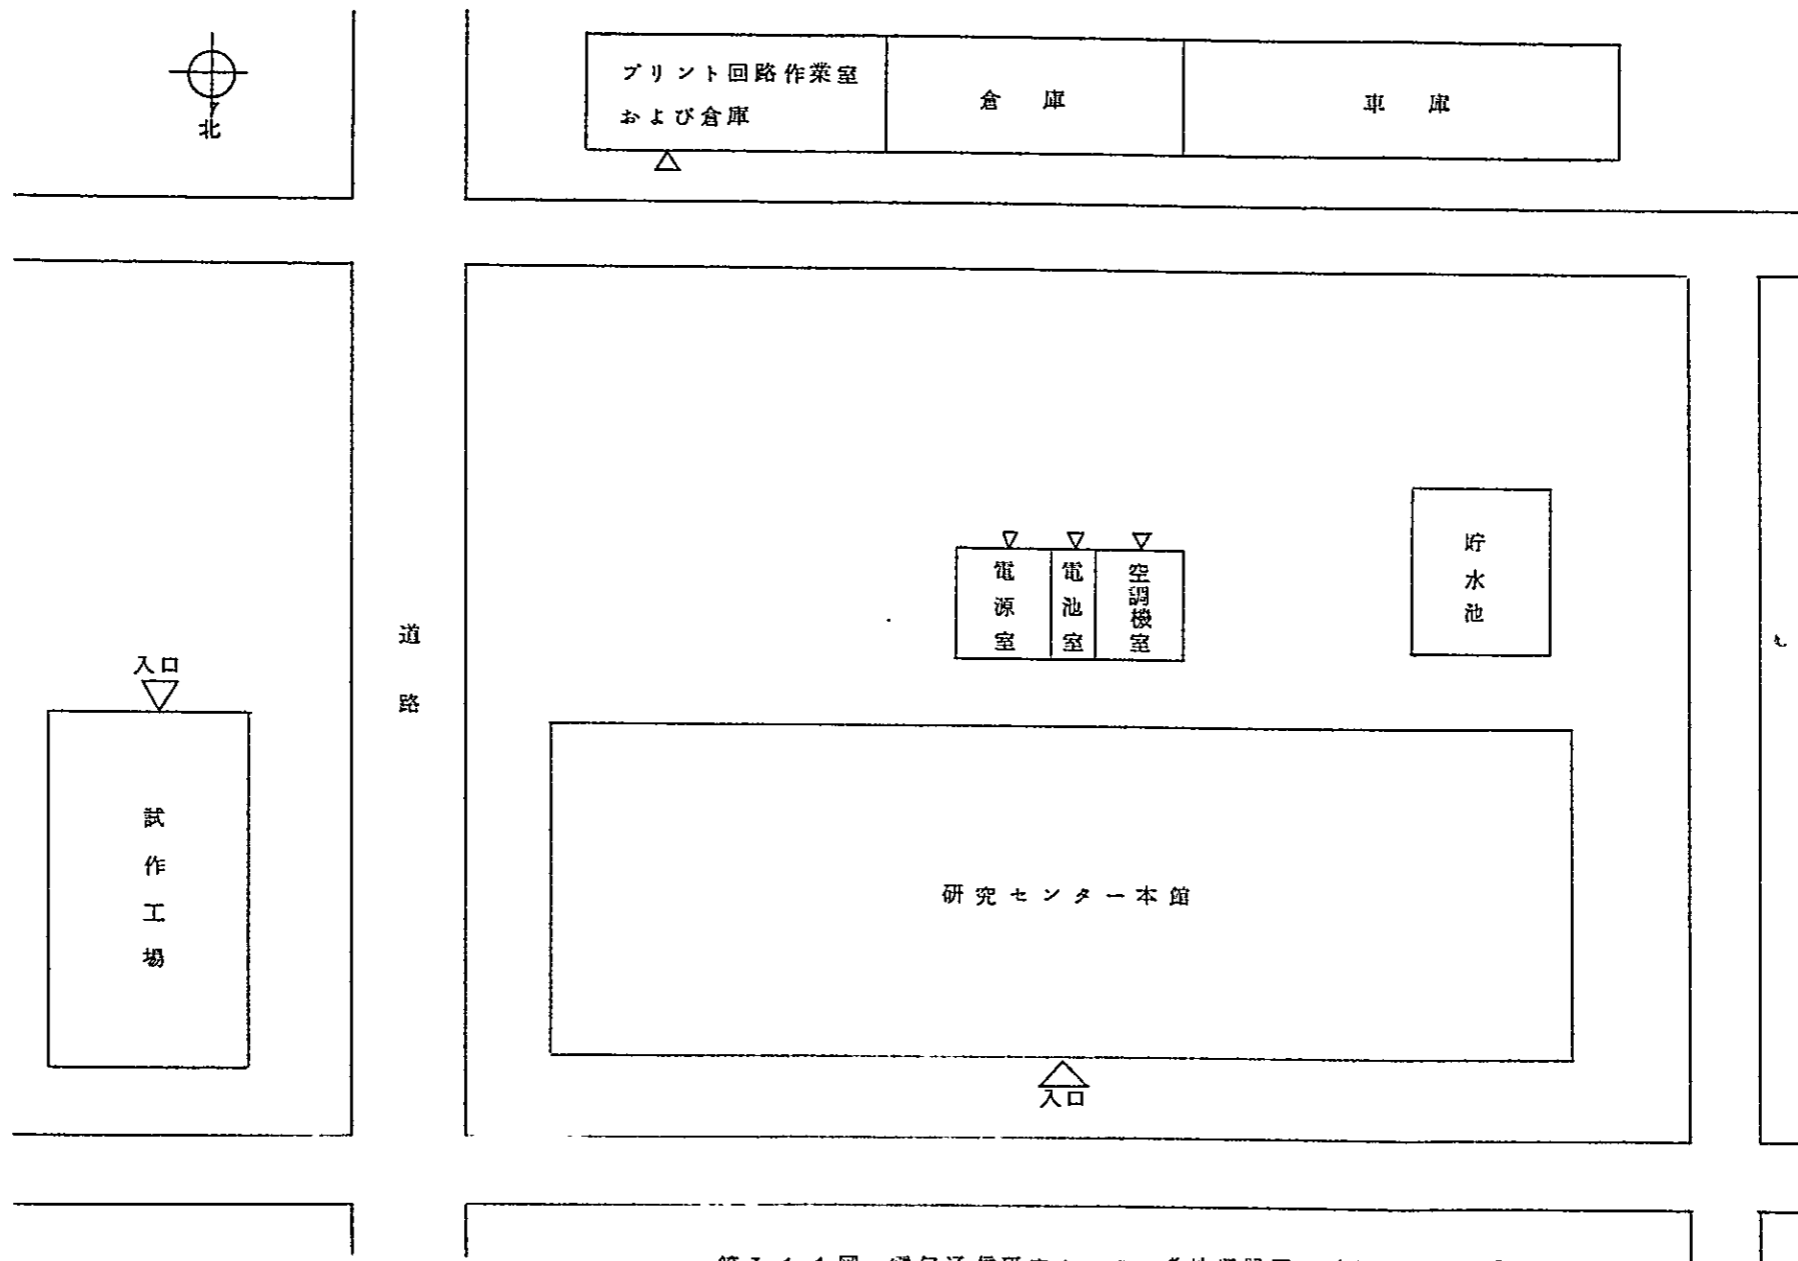 北
プリント回路作業室
および倉庫
倉 庫
車 庫
道路
入口
試作工場
電源室
電池室
空調機室
貯水池
研究センター本館
入口